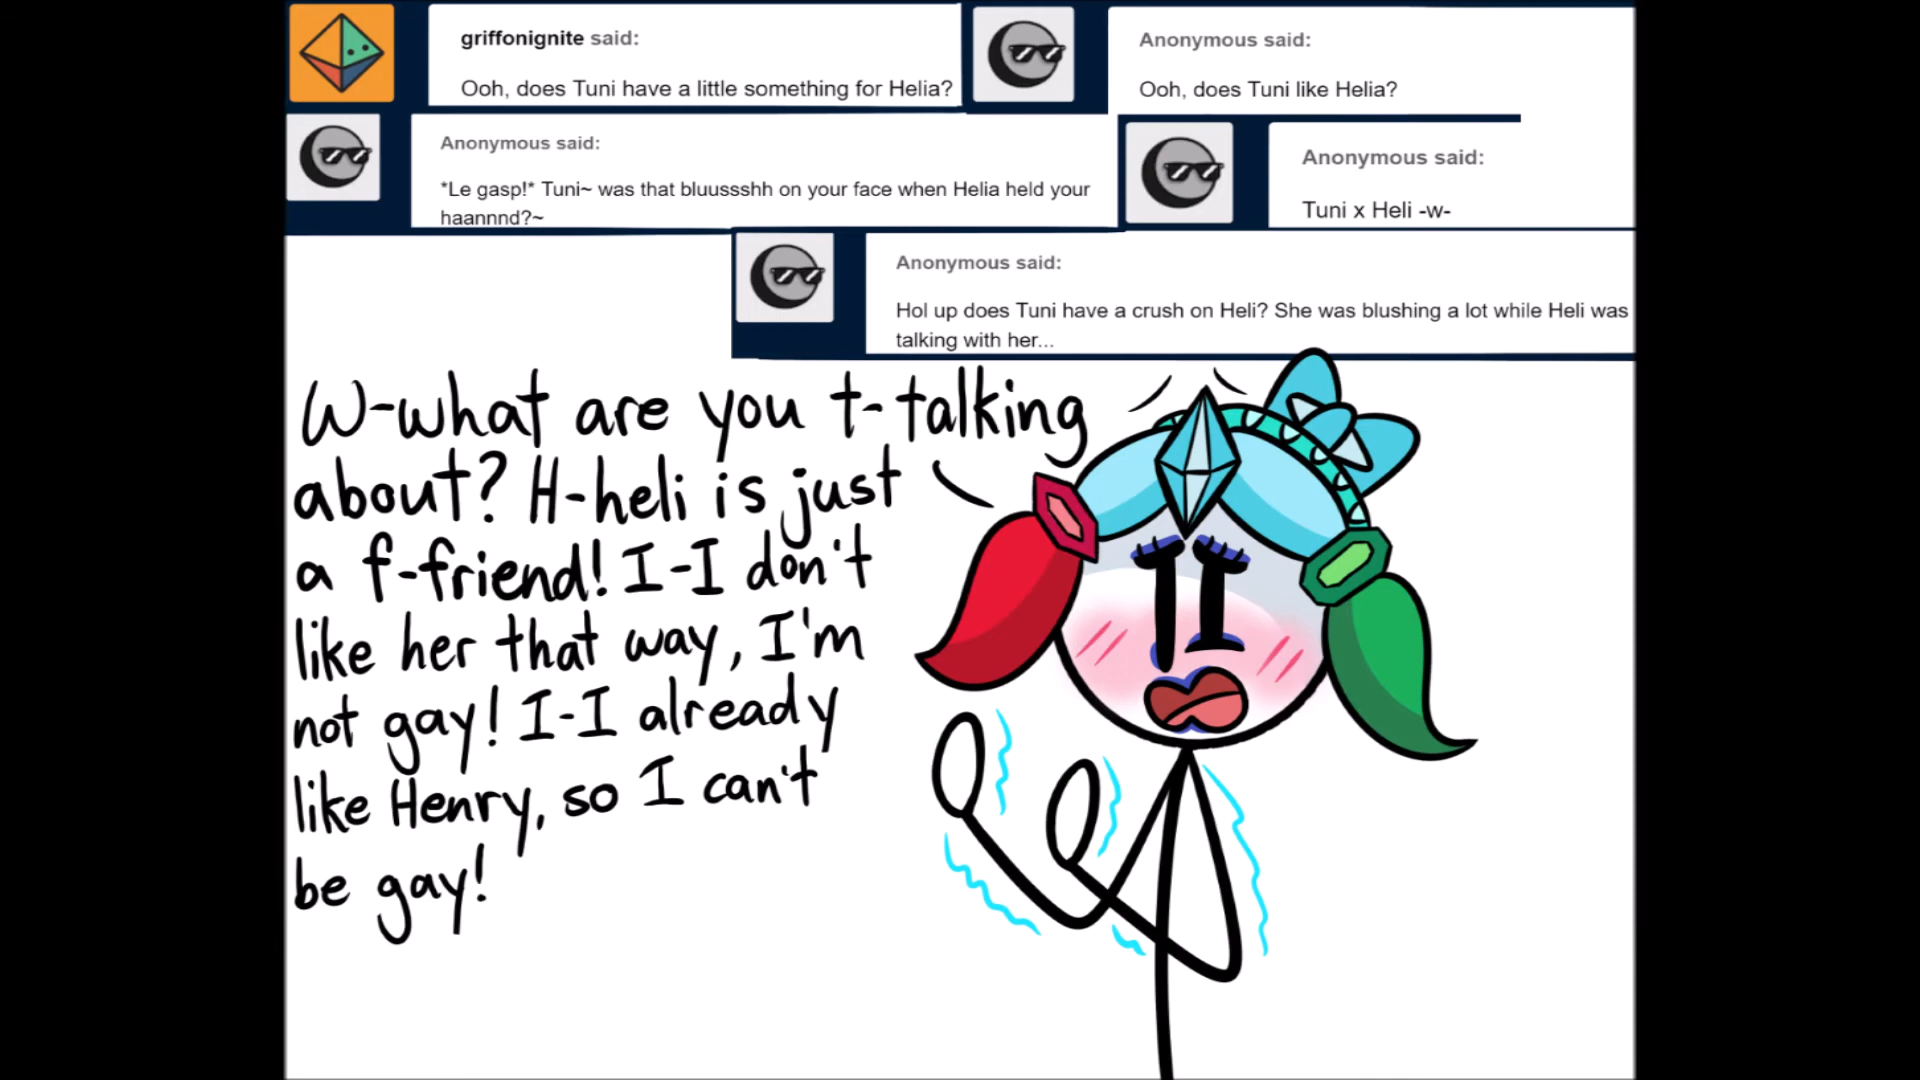 griffonignite said:
Ooh, does Tuni have a little something for Helia?
Anonymous said:
Ooh, does Tuni like Helia?
Anonymous said:
*Le gasp!* Tuni~ was that bluussshh on your face when Helia held your
haannnd?~
Anonymous said:
Tuni x Heli -w-
Anonymous said:
Hol up does Tuni have a crush on Heli? She was blushing a lot while Heli was
talking with her...
W-what are you t-talking
about? H-heli is just
a f-friend! I-I don't
like her that way, I'm
not gay! I-I already
like Henry, so I can't
be gay!